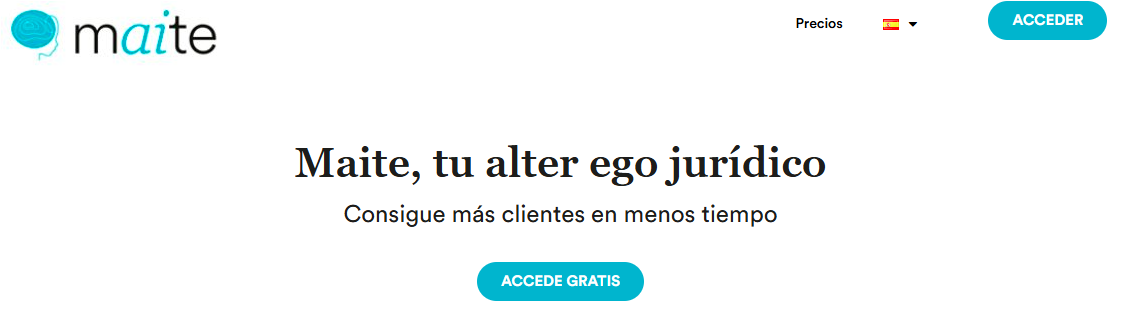 maite
Precios
ACCEDER
Maite, tu alter ego jurídico
Consigue más clientes en menos tiempo
ACCEDE GRATIS